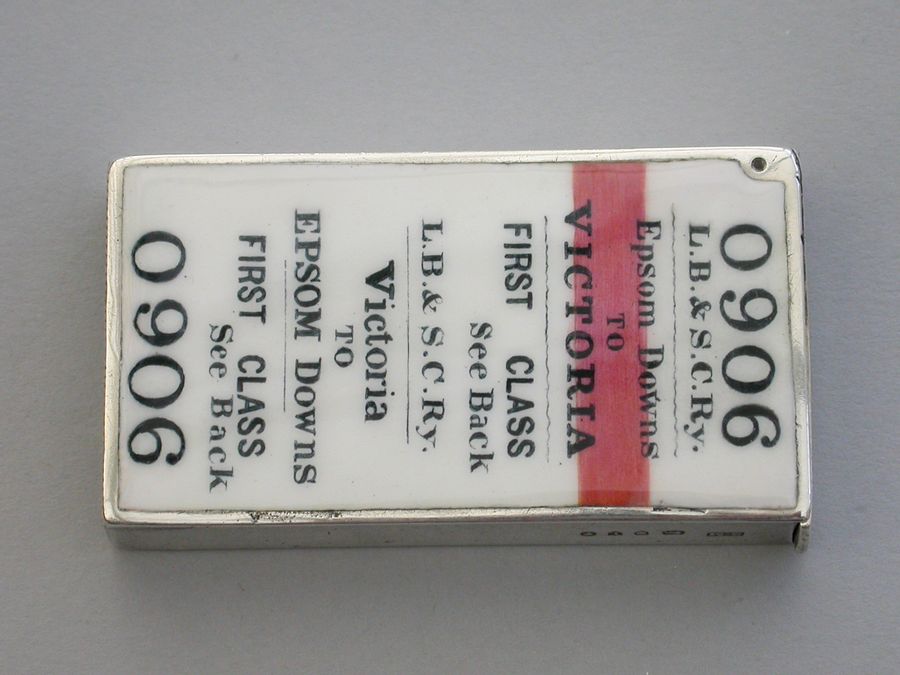 0906
L.B.& S.C.Ry.
Epsom Downs
To
VICTORIA
FIRST CLASS
See Back
L.B.& S.C.Ry.
Victoria
TO
EPSOM Downs
FIRST CLASS
See Back
0906